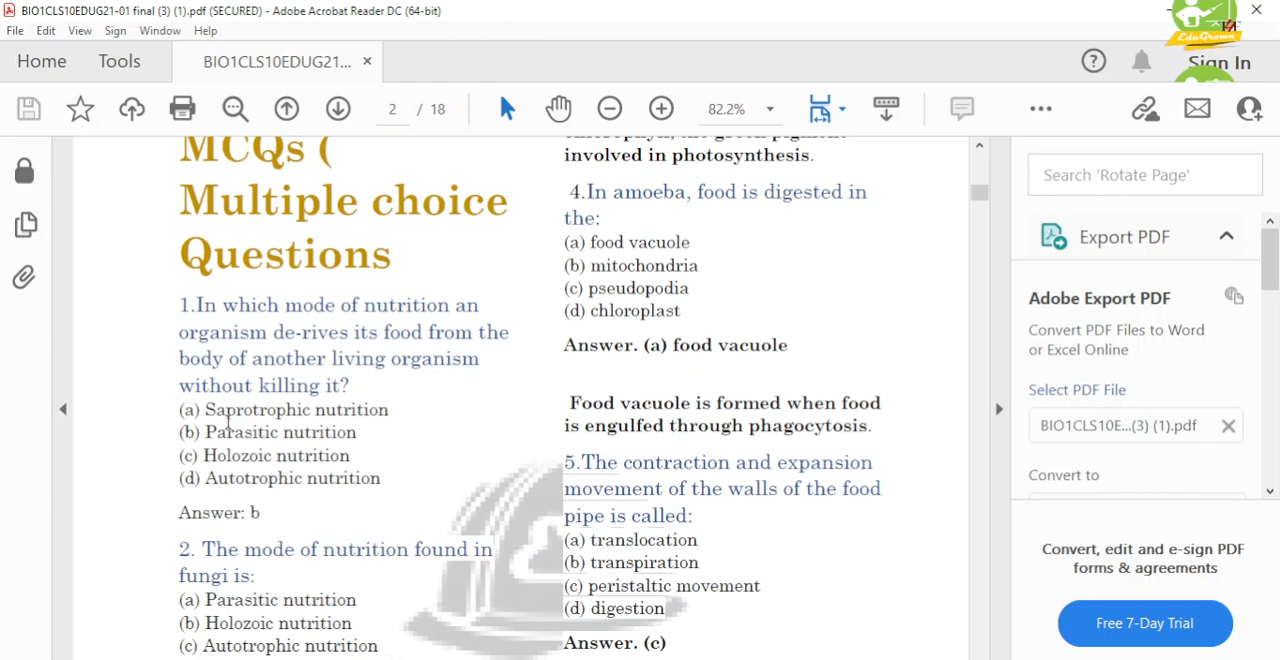 BIO1CLS10EDUG21-01 final (3) (1).pdf (SECURED) - Adobe Acrobat Reader DC (64-bit)
File Edit View Sign Window Help
Home Tools BIO1CLS10EDUG21... ×
EduGrown
Sign In
2 / 18
82.2%
MCQs (
Multiple choice
Questions
1.In which mode of nutrition an
organism de-rives its food from the
body of another living organism
without killing it?
(a) Saprotrophic nutrition
(b) Parasitic nutrition
(c) Holozoic nutrition
(d) Autotrophic nutrition
Answer: b
2. The mode of nutrition found in
fungi is:
(a) Parasitic nutrition
(b) Holozoic nutrition
(c) Autotrophic nutrition
involved in photosynthesis.
4.In amoeba, food is digested in
the:
(a) food vacuole
(b) mitochondria
(c) pseudopodia
(d) chloroplast
Answer. (a) food vacuole
Food vacuole is formed when food
is engulfed through phagocytosis.
5.The contraction and expansion
movement of the walls of the food
pipe is called:
(a) translocation
(b) transpiration
(c) peristaltic movement
(d) digestion
Answer. (c)
Search 'Rotate Page'
Export PDF
Adobe Export PDF
Convert PDF Files to Word
or Excel Online
Select PDF File
BIO1CLS10E...(3) (1).pdf
Convert to
Convert, edit and e-sign PDF
forms & agreements
Free 7-Day Trial